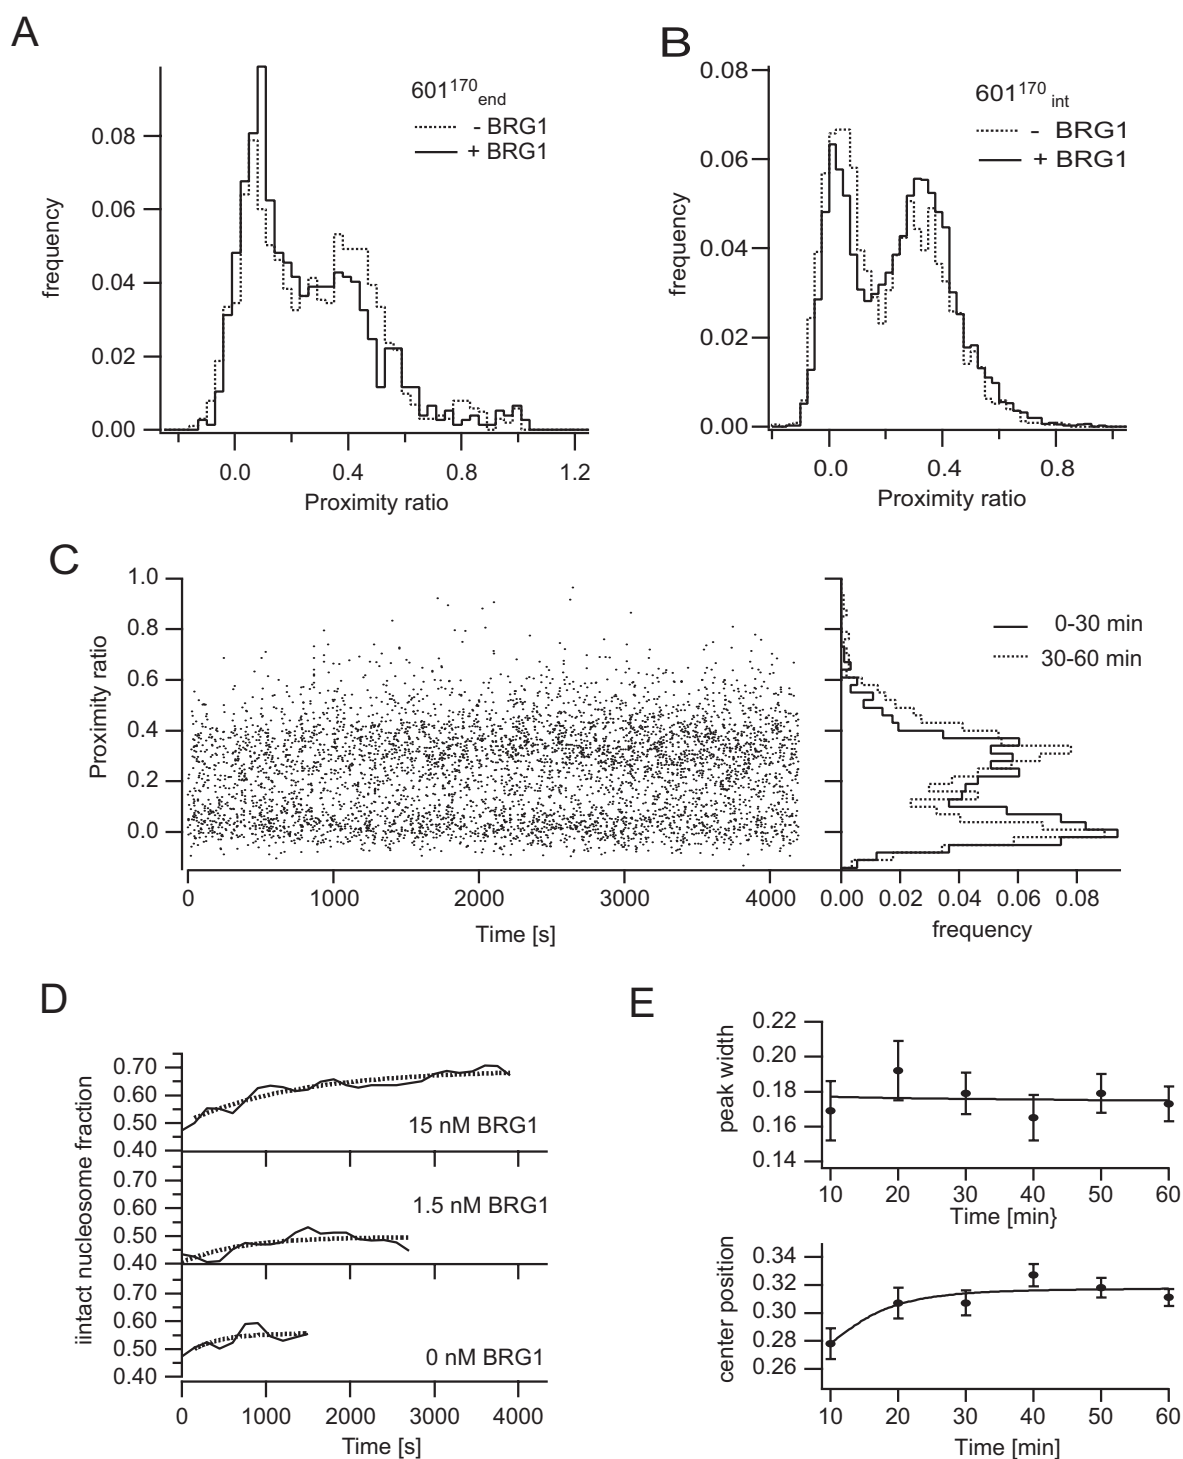 A
601¹⁷⁰ end
- BRG1
+ BRG1
frequency
0.08
0.06
0.04
0.02
0.00
0.0 0.4 0.8 1.2
Proximity ratio
B
601¹⁷⁰ int
- BRG1
+ BRG1
frequency
0.08
0.06
0.04
0.02
0.00
0.0 0.4 0.8
Proximity ratio
C
Proximity ratio
1.0
0.8
0.6
0.4
0.2
0.0
0 1000 2000 3000 4000
Time [s]
0-30 min
30-60 min
0.00 0.02 0.04 0.06 0.08
frequency
D
iintact nucleosome fraction
0.70
0.60
0.50
0.40
15 nM BRG1
0.70
0.60
0.50
0.40
1.5 nM BRG1
0.70
0.60
0.50
0.40
0 nM BRG1
0 1000 2000 3000 4000
Time [s]
E
peak width
0.22
0.20
0.18
0.16
0.14
10 20 30 40 50 60
Time [min}
center position
0.34
0.32
0.30
0.28
0.26
10 20 30 40 50 60
Time [min]